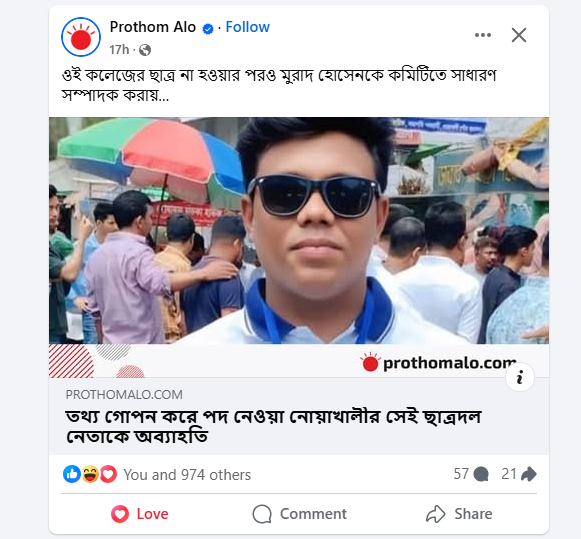 Prothom Alo · Follow
17h ·
ওই কলেজের ছাত্র না হওয়ার পরও মুরাদ হোসেনকে কমিটিতে সাধারণ
সম্পাদক করায়...
prothomalo.com
PROTHOMALO.COM
তথ্য গোপন করে পদ নেওয়া নোয়াখালীর সেই ছাত্রদল
নেতাকে অব্যাহতি
You and 974 others
57
21
Love
Comment
Share